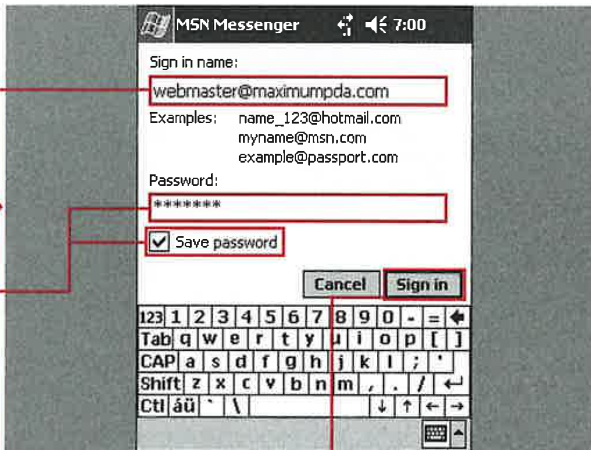 MSN Messenger 7:00
Sign in name:
webmaster@maximumpda.com
Examples: name_123@hotmail.com
myname@msn.com
example@passport.com
Password:
*******
Save password
Cancel Sign in
123 1 2 3 4 5 6 7 8 9 0 - =
Tab q w e r t y u i o p [ ]
CAP a s d f g h j k l ; '
Shift z x c v b n m , . /
Ctl áü ` \